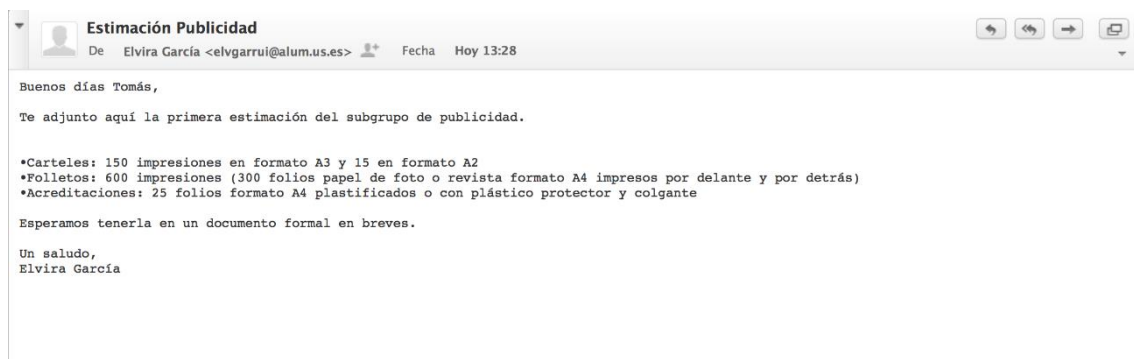 Estimación Publicidad
De Elvira García <elvgarrui@alum.us.es> Fecha Hoy 13:28
Buenos días Tomás,
Te adjunto aquí la primera estimación del subgrupo de publicidad.
•Carteles: 150 impresiones en formato A3 y 15 en formato A2
•Folletos: 600 impresiones (300 folios papel de foto o revista formato A4 impresos por delante y por detrás)
•Acreditaciones: 25 folios formato A4 plastificados o con plástico protector y colgante
Esperamos tenerla en un documento formal en breves.
Un saludo,
Elvira García